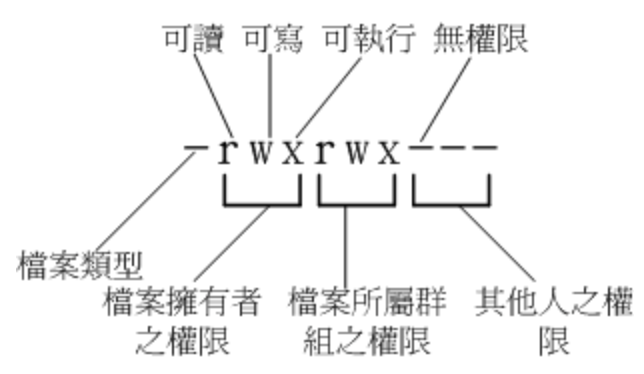 可讀 可寫 可執行 無權限
-rwxrwx---
檔案類型
檔案擁有者
之權限
檔案所屬群
組之權限
其他人之權
限